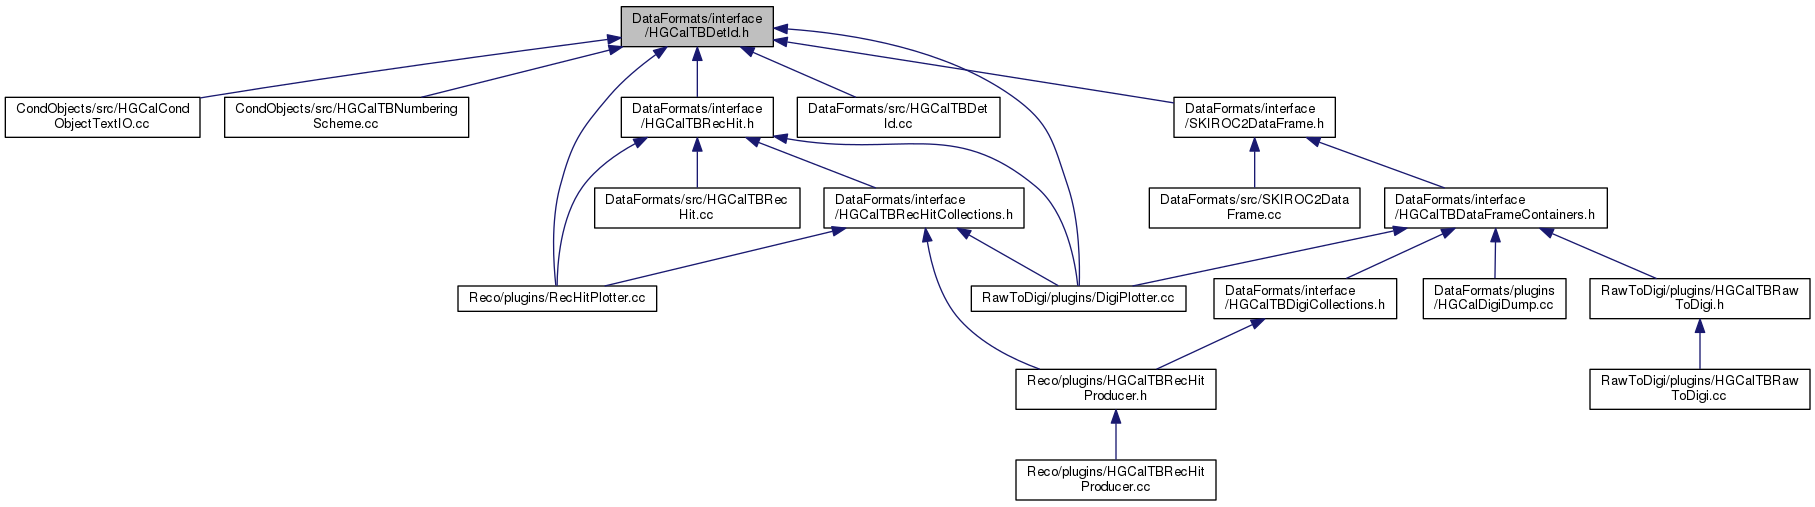 DataFormats/interface
/HGCalTBDetId.h
CondObjects/src/HGCalCond
ObjectTextIO.cc
CondObjects/src/HGCalTBNumbering
Scheme.cc
DataFormats/interface
/HGCalTBRecHit.h
DataFormats/src/HGCalTBDet
Id.cc
DataFormats/interface
/SKIROC2DataFrame.h
DataFormats/src/HGCalTBRec
Hit.cc
DataFormats/interface
/HGCalTBRecHitCollections.h
DataFormats/src/SKIROC2Data
Frame.cc
DataFormats/interface
/HGCalTBDataFrameContainers.h
Reco/plugins/RecHitPlotter.cc
RawToDigi/plugins/DigiPlotter.cc
DataFormats/interface
/HGCalTBDigiCollections.h
DataFormats/plugins
/HGCalDigiDump.cc
RawToDigi/plugins/HGCalTBRaw
ToDigi.h
Reco/plugins/HGCalTBRecHit
Producer.h
RawToDigi/plugins/HGCalTBRaw
ToDigi.cc
Reco/plugins/HGCalTBRecHit
Producer.cc